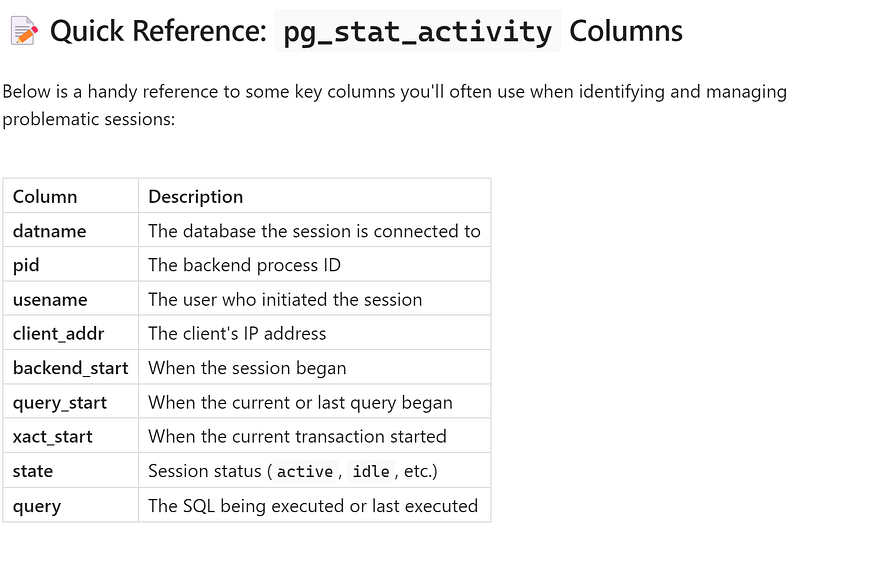 Quick Reference: pg_stat_activity Columns
Below is a handy reference to some key columns you'll often use when identifying and managing
problematic sessions:
Column Description
datname The database the session is connected to
pid The backend process ID
usename The user who initiated the session
client_addr The client's IP address
backend_start When the session began
query_start When the current or last query began
xact_start When the current transaction started
state Session status ( active , idle , etc.)
query The SQL being executed or last executed